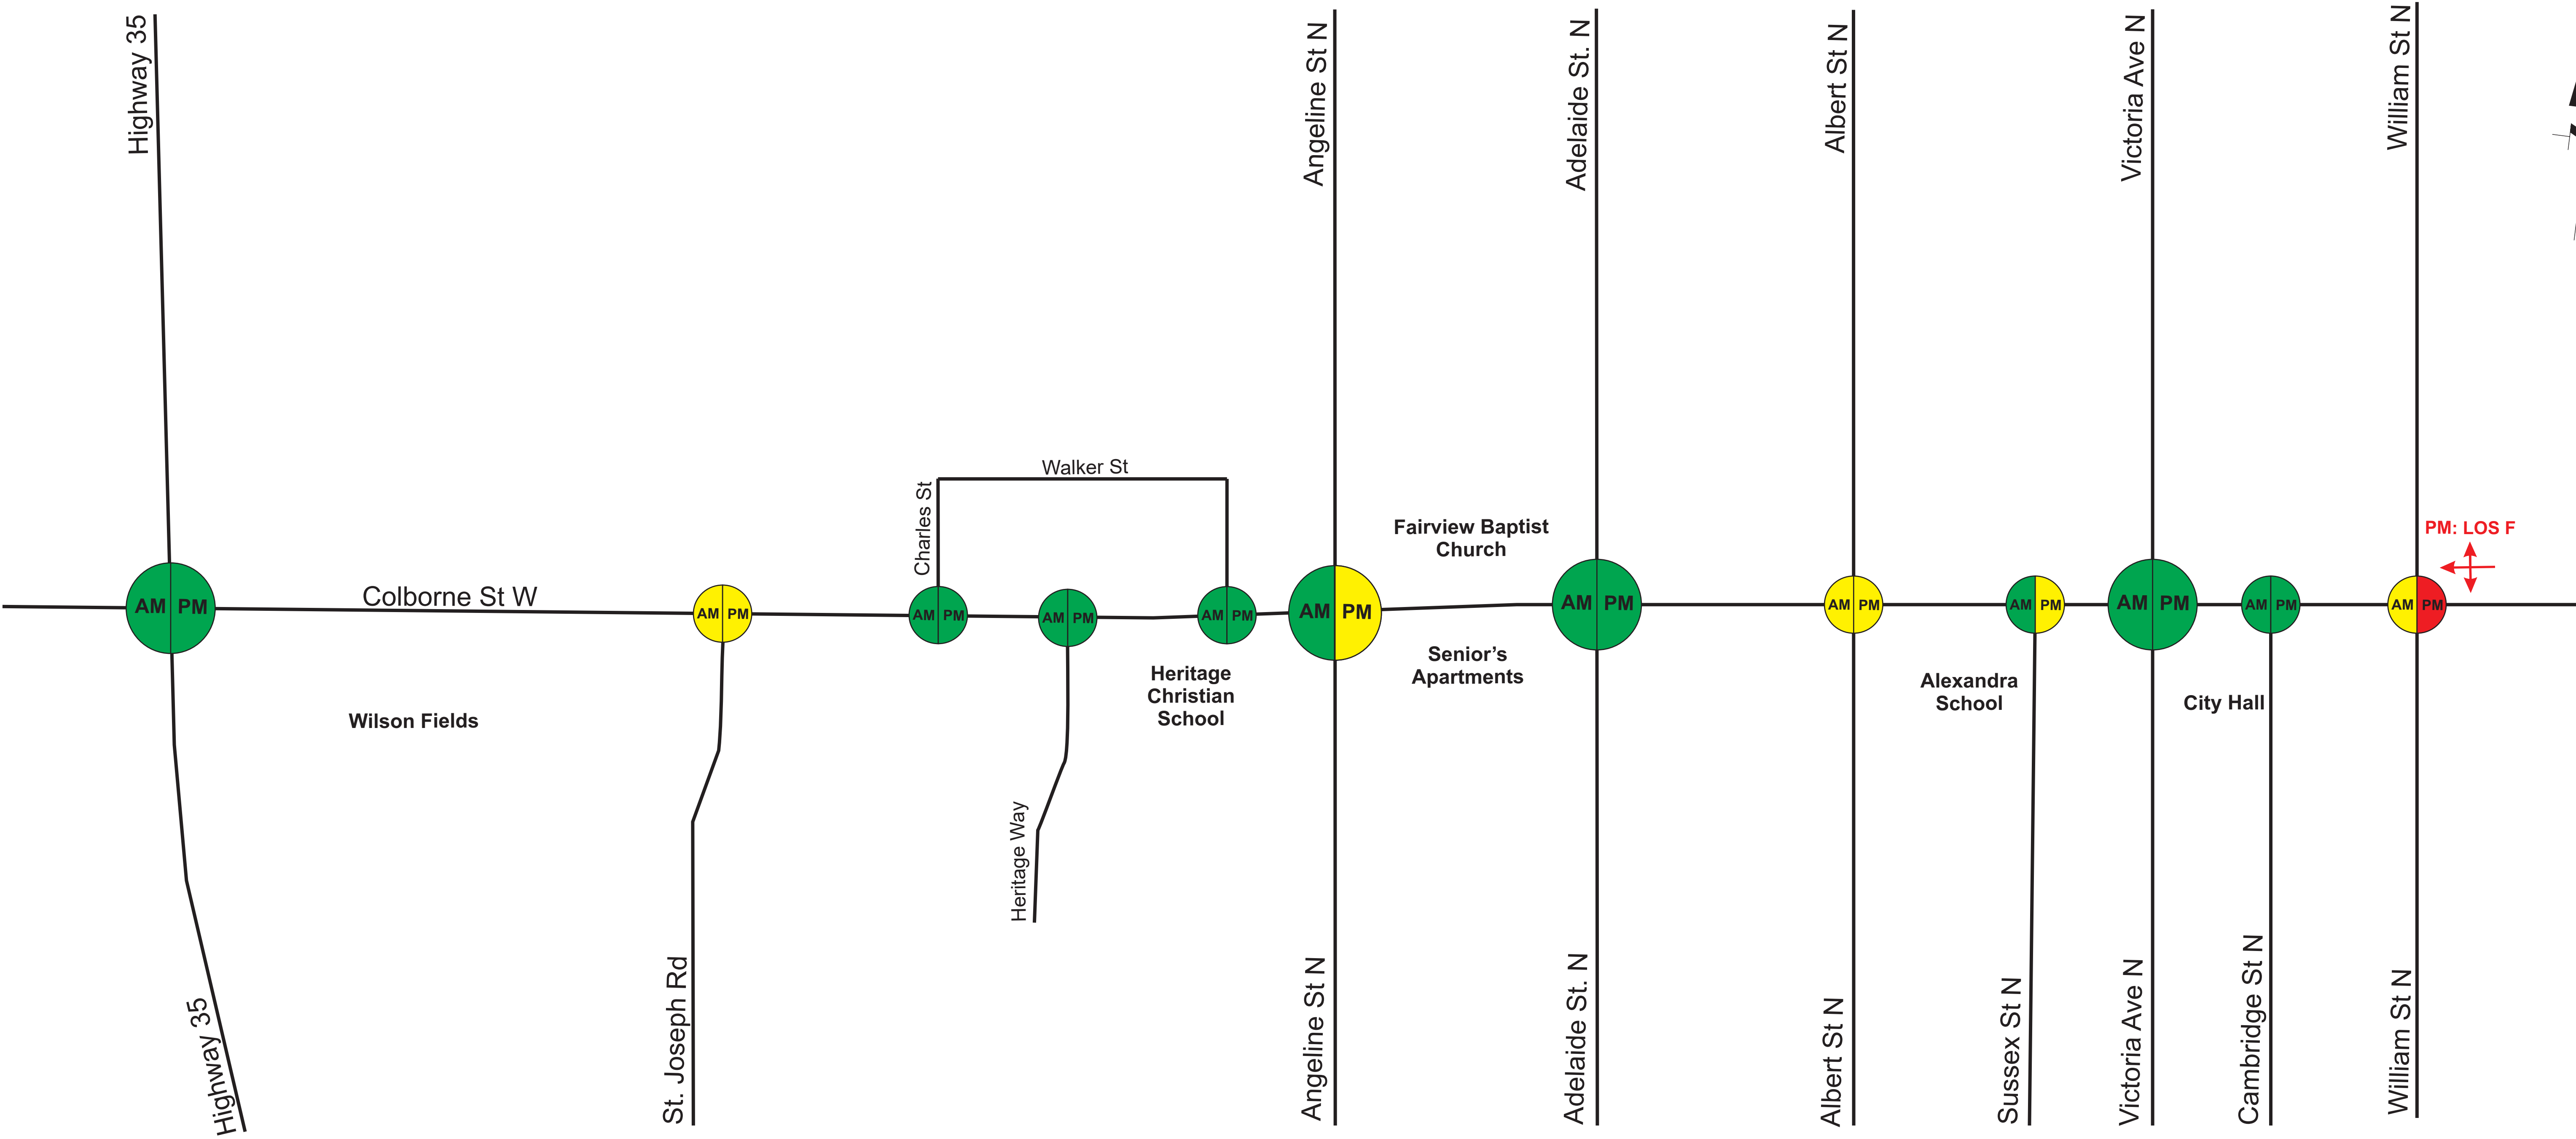 Highway 35
Angeline St N
Adelaide St. N
Albert St N
Victoria Ave N
William St N
Walker St
Charles St
Fairview Baptist
Church
PM: LOS F
Colborne St W
AM PM
AM PM
AM PM
AM PM
AM PM
AM PM
AM PM
AM PM
AM PM
AM PM
AM PM
AM PM
Wilson Fields
Heritage
Christian
School
Senior's
Apartments
Alexandra
School
City Hall
Heritage Way
Highway 35
St. Joseph Rd
Angeline St N
Adelaide St. N
Albert St N
Sussex St N
Victoria Ave N
Cambridge St N
William St N